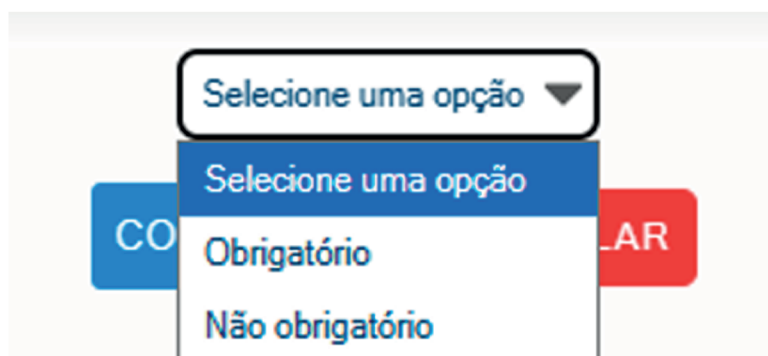 Selecione uma opção
Selecione uma opção
CO
LAR
Obrigatório
Não obrigatório